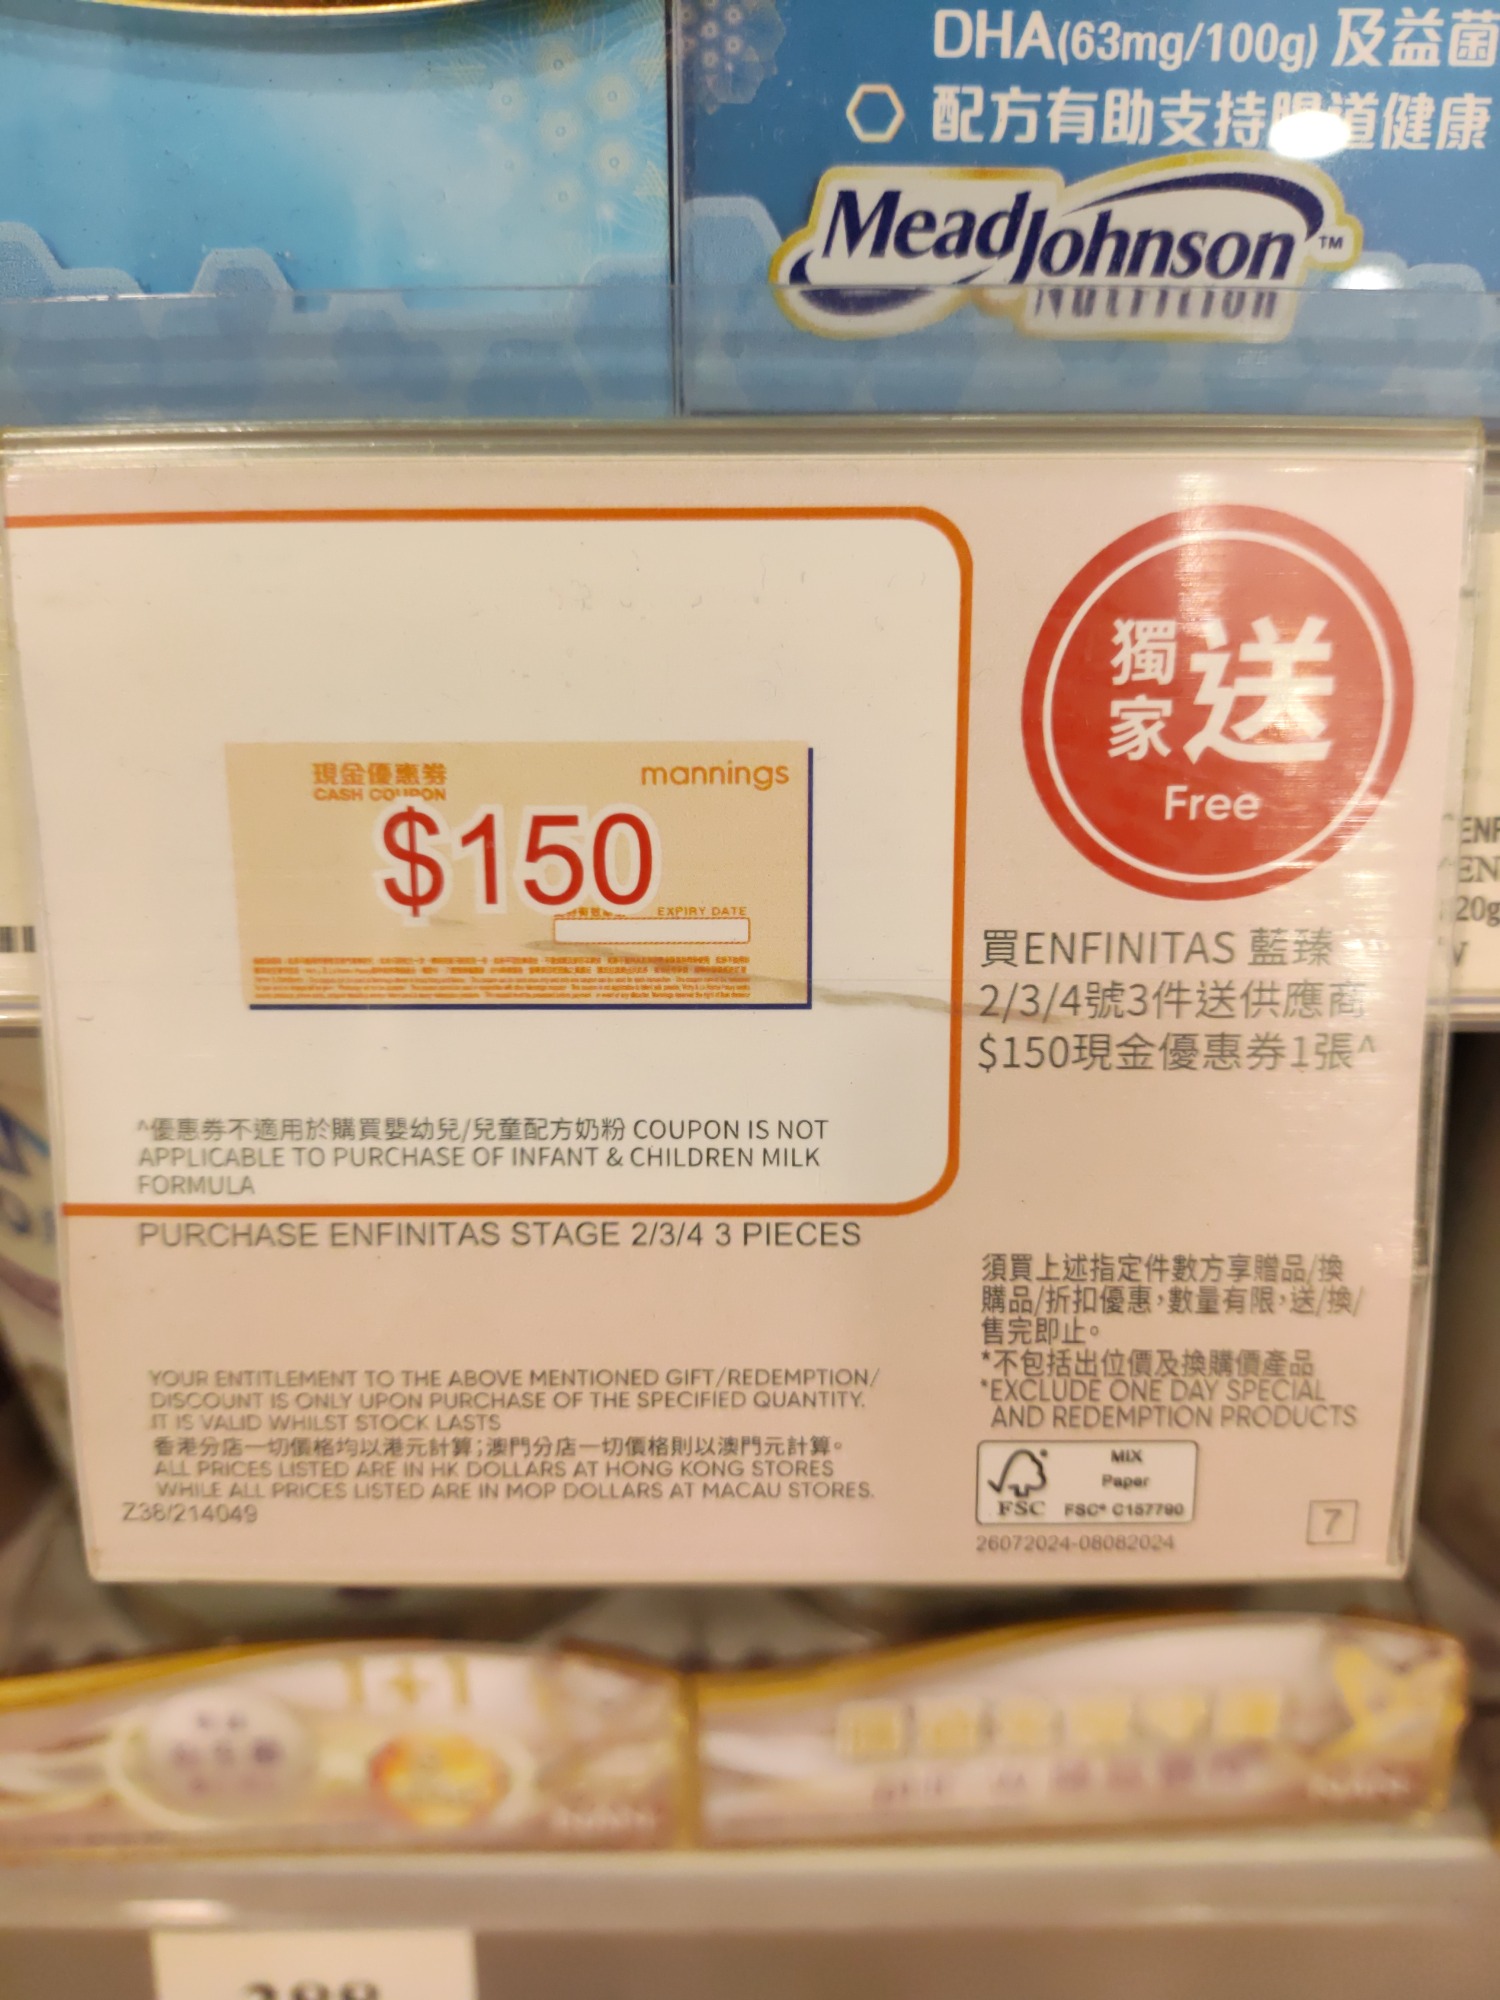 DHA(63mg/100g) 及益菌
配方有助支持腸道健康
MeadJohnson™
Nutrition
現金優惠券
CASH COUPON
mannings
$150
EXPIRY DATE
獨家送
Free
買ENFINITAS 藍臻
2/3/4號3件送供應商
$150現金優惠券1張^
^優惠券不適用於購買嬰幼兒/兒童配方奶粉 COUPON IS NOT
APPLICABLE TO PURCHASE OF INFANT & CHILDREN MILK
FORMULA
PURCHASE ENFINITAS STAGE 2/3/4 3 PIECES
YOUR ENTITLEMENT TO THE ABOVE MENTIONED GIFT/REDEMPTION/
DISCOUNT IS ONLY UPON PURCHASE OF THE SPECIFIED QUANTITY.
IT IS VALID WHILST STOCK LASTS
香港分店一切價格均以港元計算;澳門分店一切價格則以澳門元計算。
ALL PRICES LISTED ARE IN HK DOLLARS AT HONG KONG STORES
WHILE ALL PRICES LISTED ARE IN MOP DOLLARS AT MACAU STORES.
Z38/214049
須買上述指定件數方享贈品/換
購品/折扣優惠,數量有限,送/換/
售完即止。
*不包括出位價及換購價產品
*EXCLUDE ONE DAY SPECIAL
AND REDEMPTION PRODUCTS
FSC
MIX
Paper
FSC® C157790
26072024-08082024
7
1+1